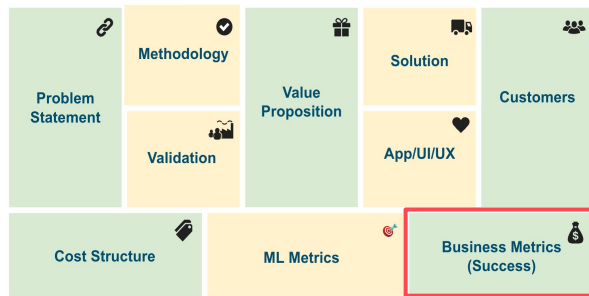 Problem
Statement
Methodology
Validation
Value
Proposition
Solution
App/UI/UX
Customers
Cost Structure
ML Metrics
Business Metrics
(Success)
$